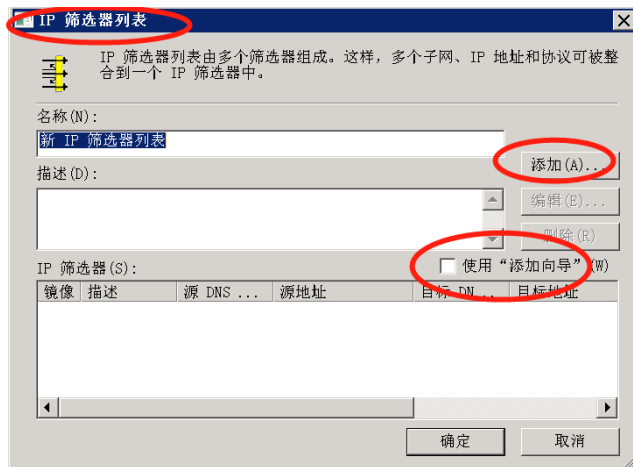 IP 筛选器列表
IP 筛选器列表由多个筛选器组成。这样，多个子网、IP 地址和协议可被整
合到一个 IP 筛选器中。
名称(N):
新 IP 筛选器列表
添加(A)...
描述(D):
编辑(E)...
删除(R)
IP 筛选器(S):
使用“添加向导”(W)
镜像 描述 源 DNS ... 源地址 目标 DN... 目标地址
确定 取消